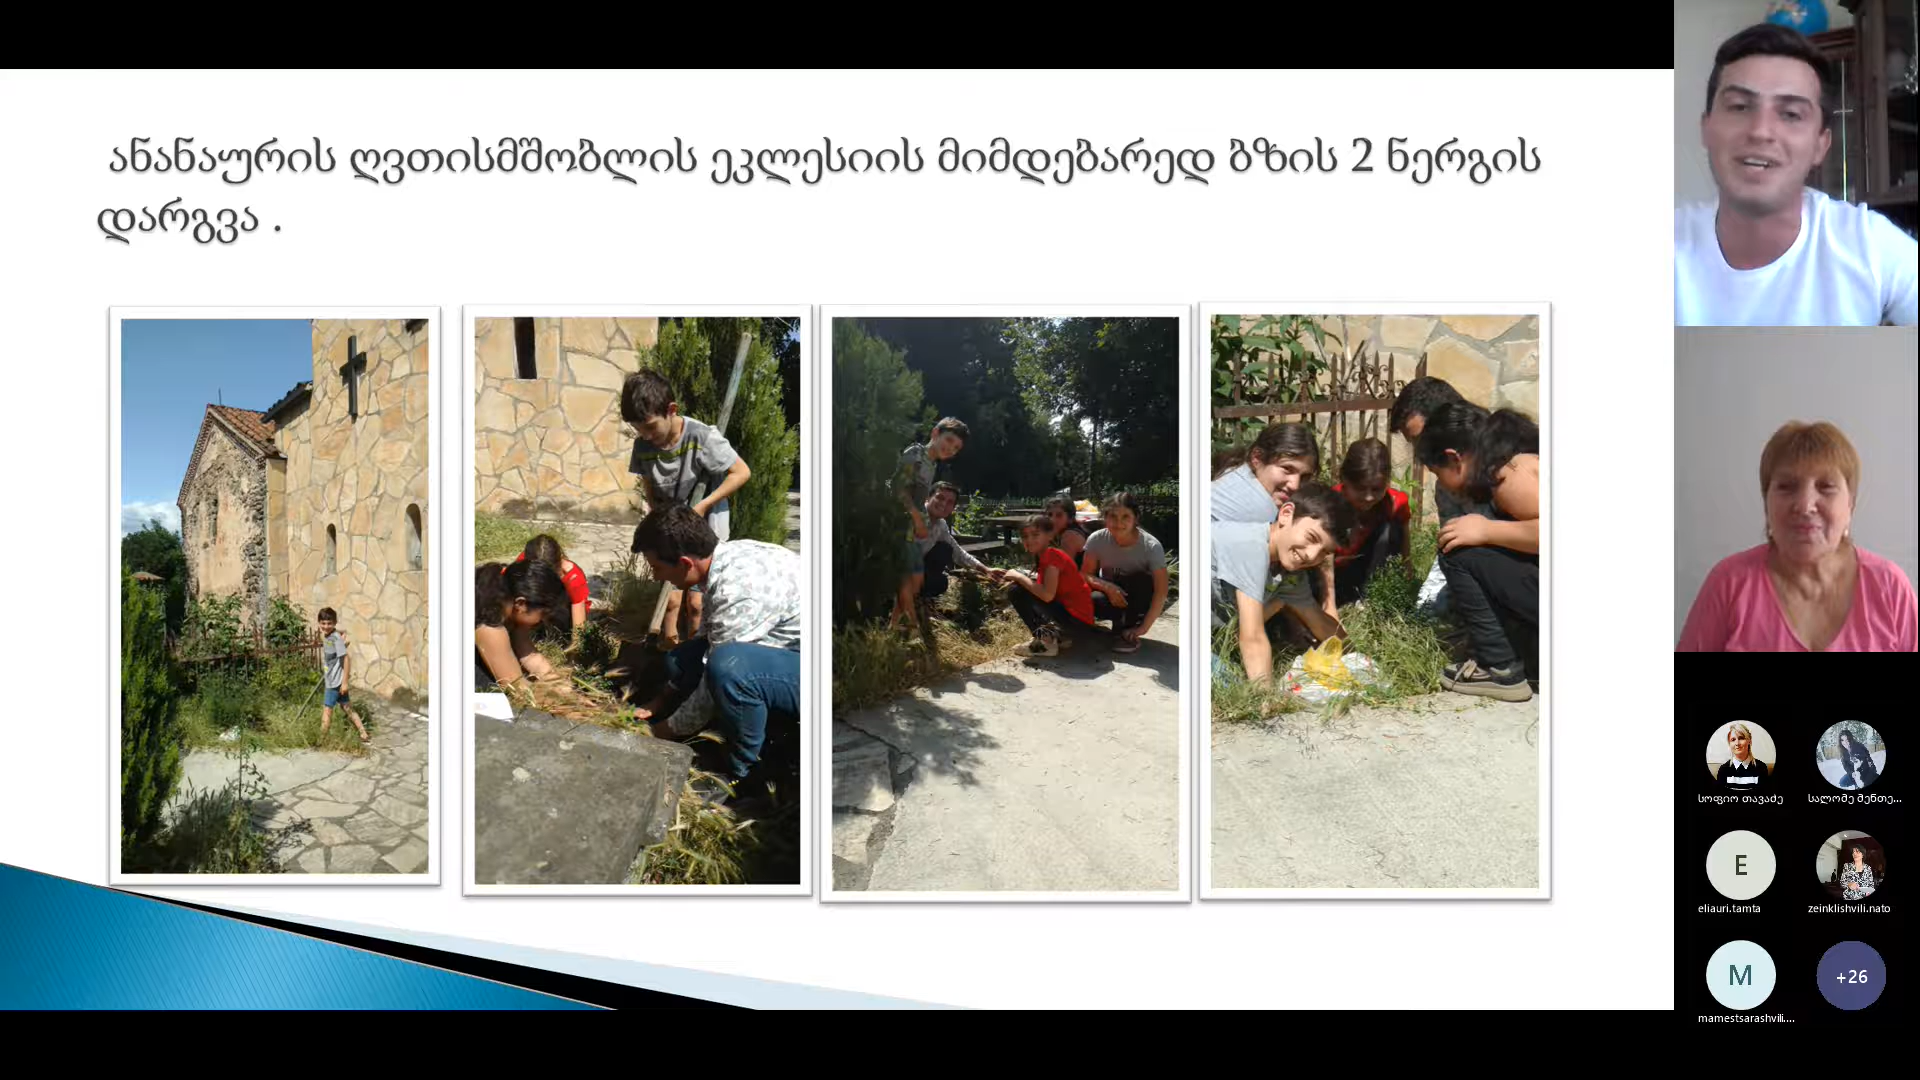 ანანაურის ღვთისმშობლის ეკლესიის მიმდებარედ ბზის 2 ნერგის
დარგვა .
სოფიო თავაძე
სალომე მენთე...
E
eliauri.tamta
zeinklishvili.nato
M
mamestsarashvili....
+26